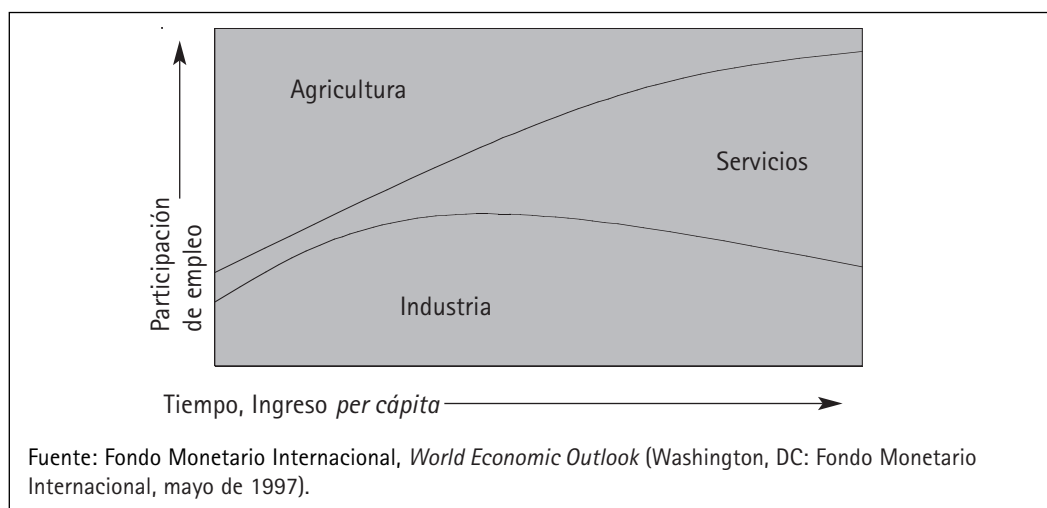 Agricultura
Servicios
Participación
de empleo
Industria
Tiempo, Ingreso per cápita
Fuente: Fondo Monetario Internacional, World Economic Outlook (Washington, DC: Fondo Monetario
Internacional, mayo de 1997).